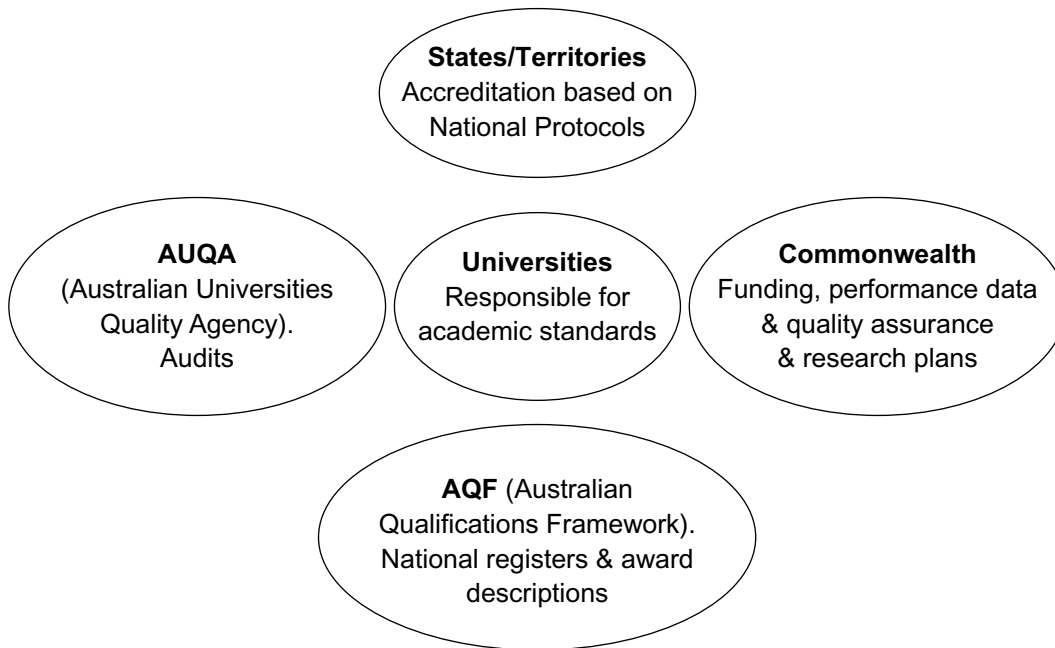 States/Territories
Accreditation based on
National Protocols
AUQA
(Australian Universities
Quality Agency).
Audits
Universities
Responsible for
academic standards
Commonwealth
Funding, performance data
& quality assurance
& research plans
AQF (Australian
Qualifications Framework).
National registers & award
descriptions